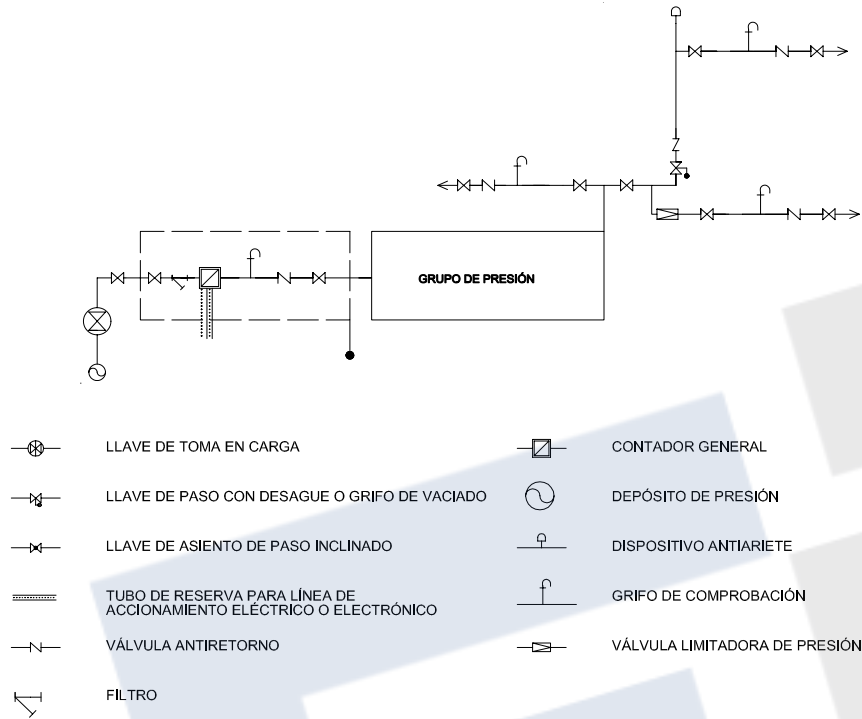 GRUPO DE PRESIÓN
LLAVE DE TOMA EN CARGA
LLAVE DE PASO CON DESAGUE O GRIFO DE VACIADO
LLAVE DE ASIENTO DE PASO INCLINADO
TUBO DE RESERVA PARA LÍNEA DE
ACCIONAMIENTO ELÉCTRICO O ELECTRÓNICO
VÁLVULA ANTIRETORNO
FILTRO
CONTADOR GENERAL
DEPÓSITO DE PRESIÓN
DISPOSITIVO ANTIARIETE
GRIFO DE COMPROBACIÓN
VÁLVULA LIMITADORA DE PRESIÓN